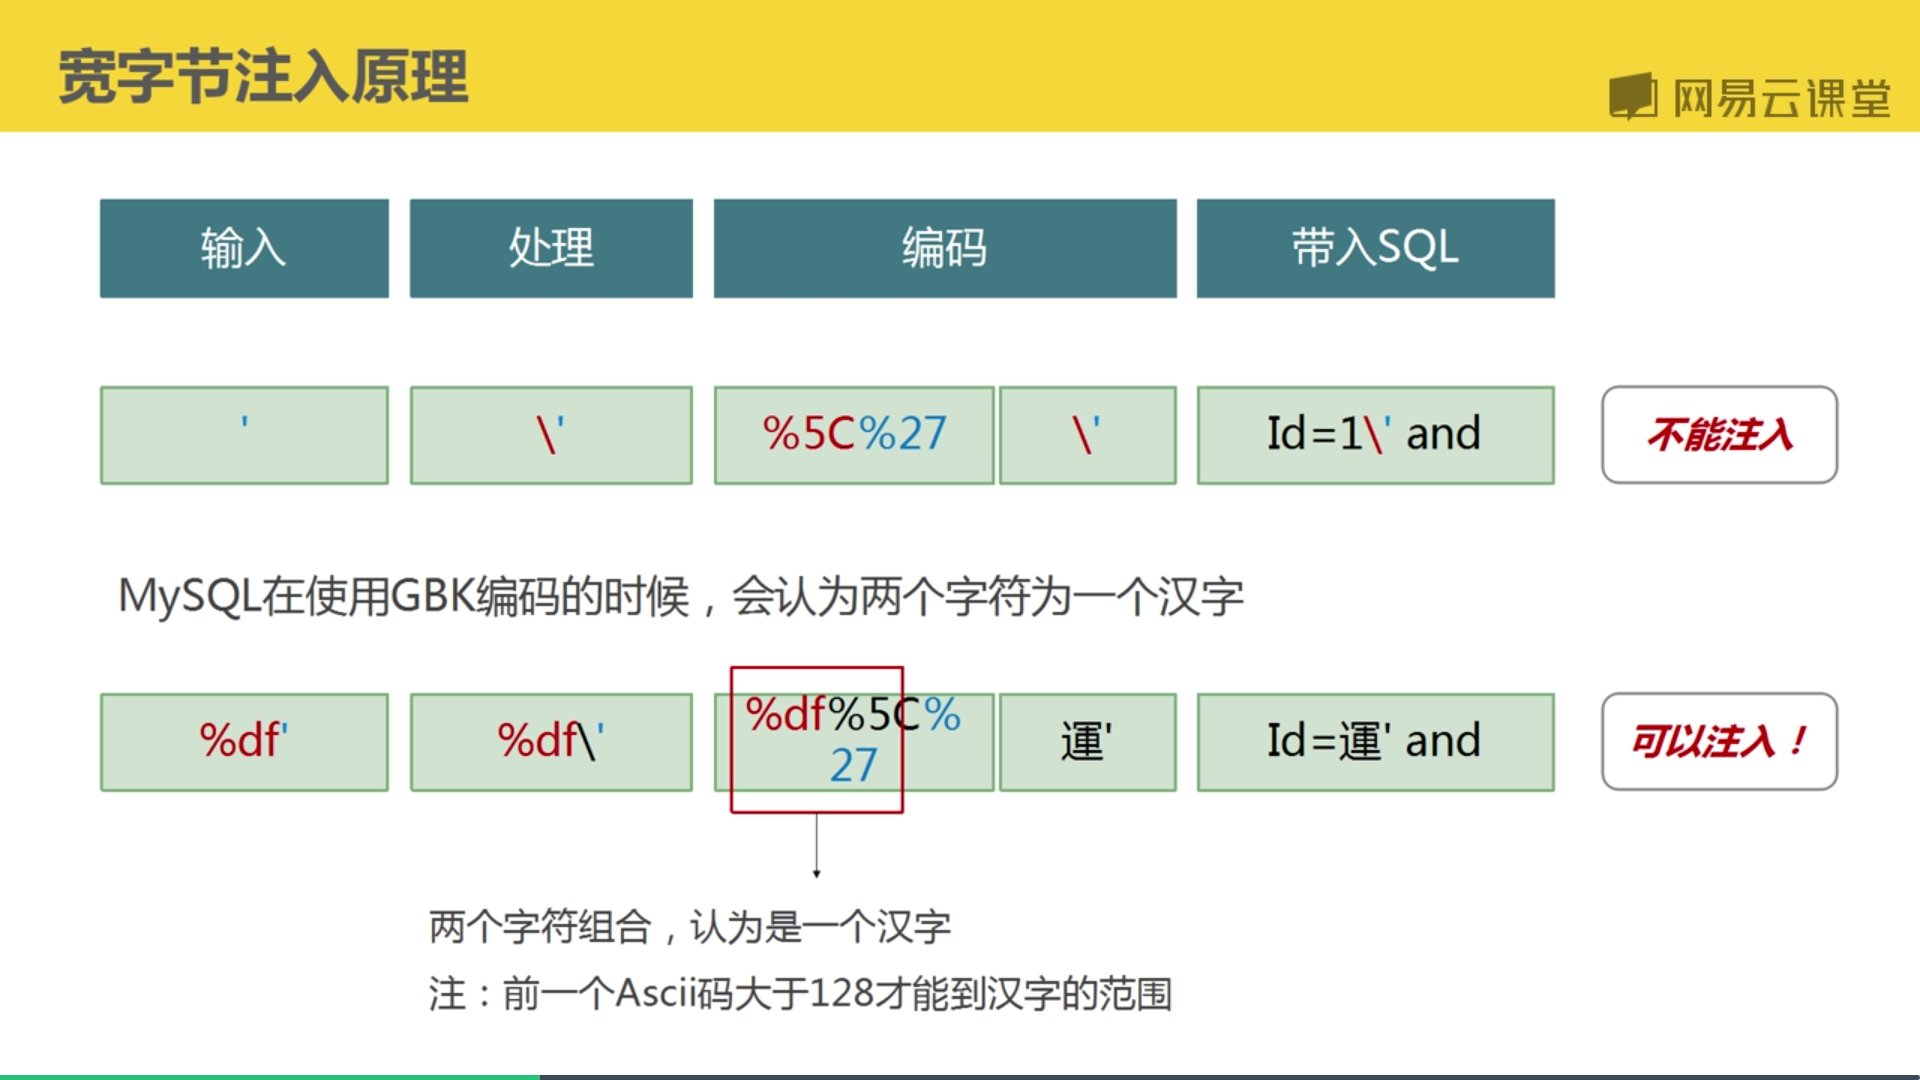 宽字节注入原理
网易云课堂
输入 处理 编码 带入SQL
' \' %5C%27 \' Id=1\' and 不能注入
MySQL在使用GBK编码的时候，会认为两个字符为一个汉字
%df' %df\' %df%5C%
27 運' Id=運' and 可以注入！
两个字符组合，认为是一个汉字
注：前一个Ascii码大于128才能到汉字的范围